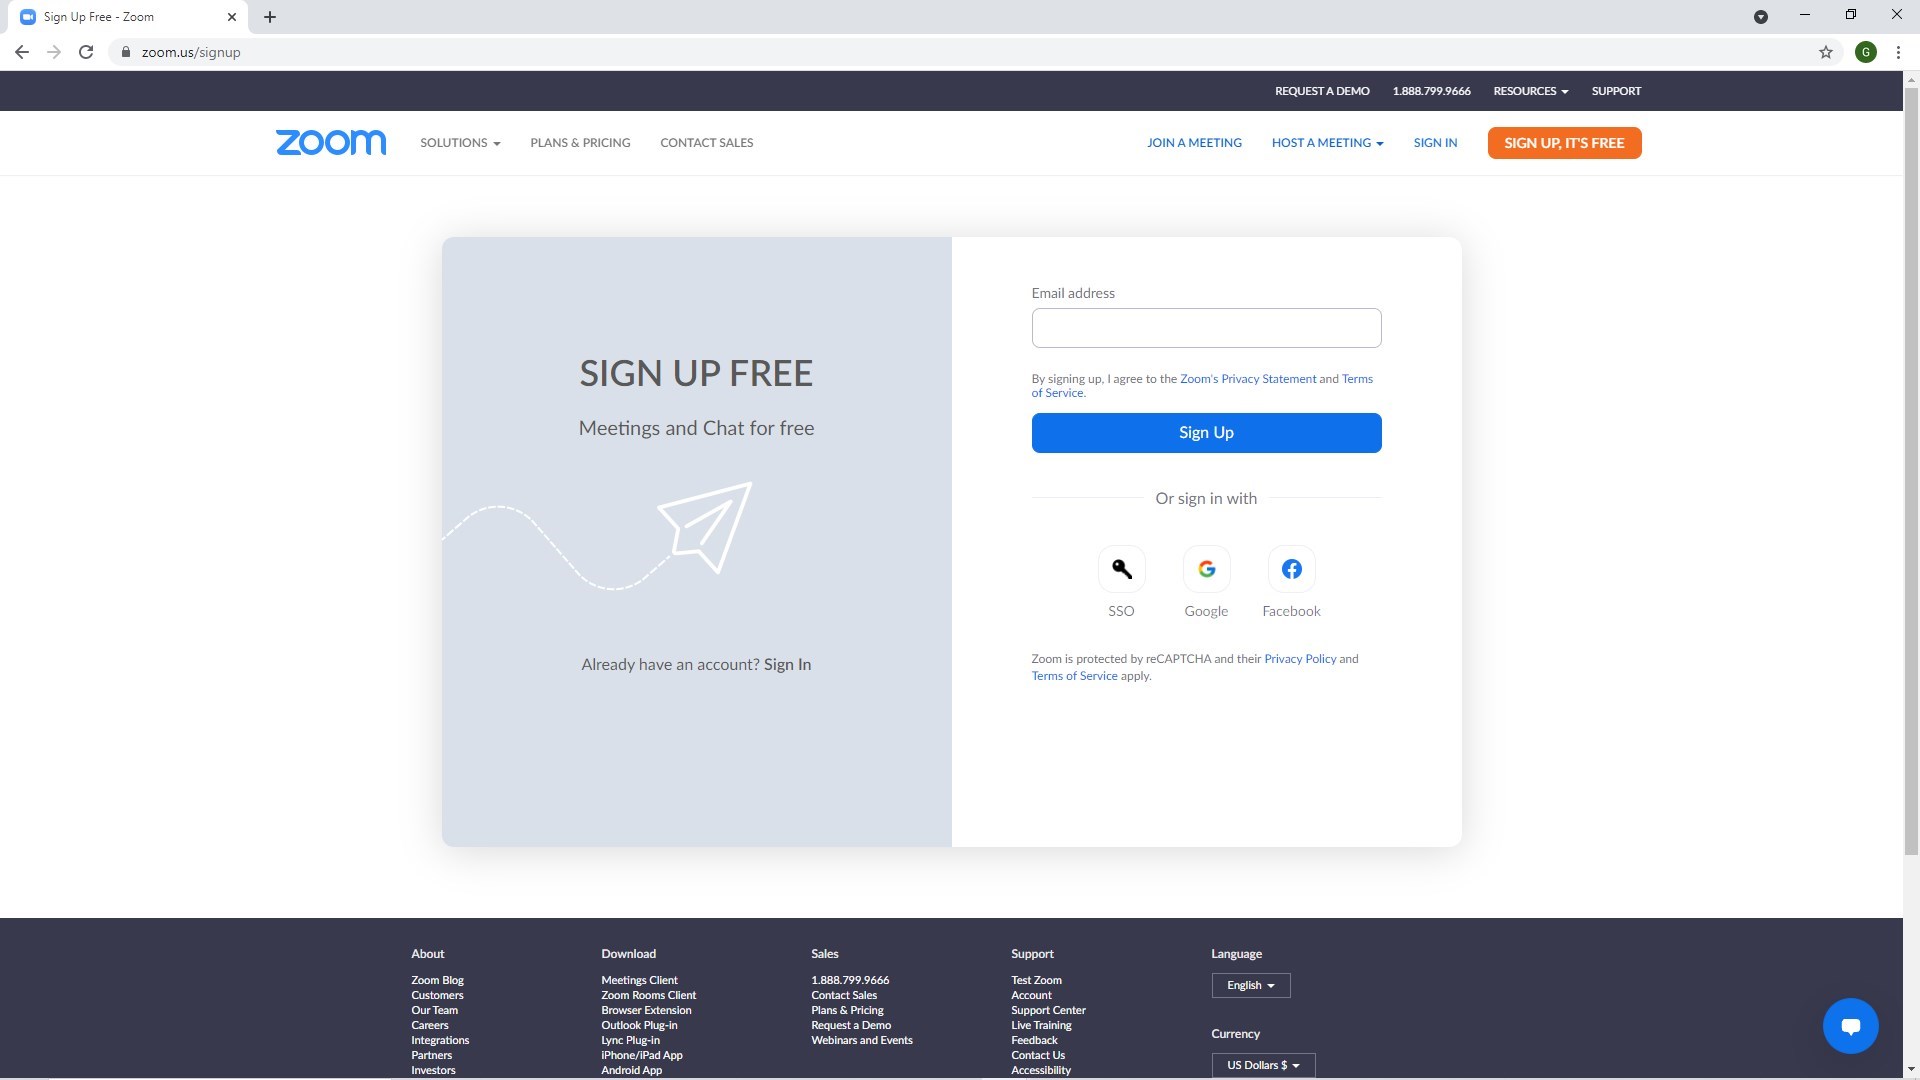 Sign Up Free - Zoom
zoom.us/signup
G
REQUEST A DEMO 1.888.799.9666 RESOURCES SUPPORT
zoom SOLUTIONS PLANS & PRICING CONTACT SALES JOIN A MEETING HOST A MEETING SIGN IN SIGN UP, IT'S FREE
SIGN UP FREE
Meetings and Chat for free
Already have an account? Sign In
Email address
By signing up, I agree to the Zoom's Privacy Statement and Terms
of Service.
Sign Up
Or sign in with
SSO Google Facebook
Zoom is protected by reCAPTCHA and their Privacy Policy and
Terms of Service apply.
About
Zoom Blog
Customers
Our Team
Careers
Integrations
Partners
Investors
Download
Meetings Client
Zoom Rooms Client
Browser Extension
Outlook Plug-in
Lync Plug-in
iPhone/iPad App
Android App
Sales
1.888.799.9666
Contact Sales
Plans & Pricing
Request a Demo
Webinars and Events
Support
Test Zoom
Account
Support Center
Live Training
Feedback
Contact Us
Accessibility
Language
English
Currency
US Dollars $